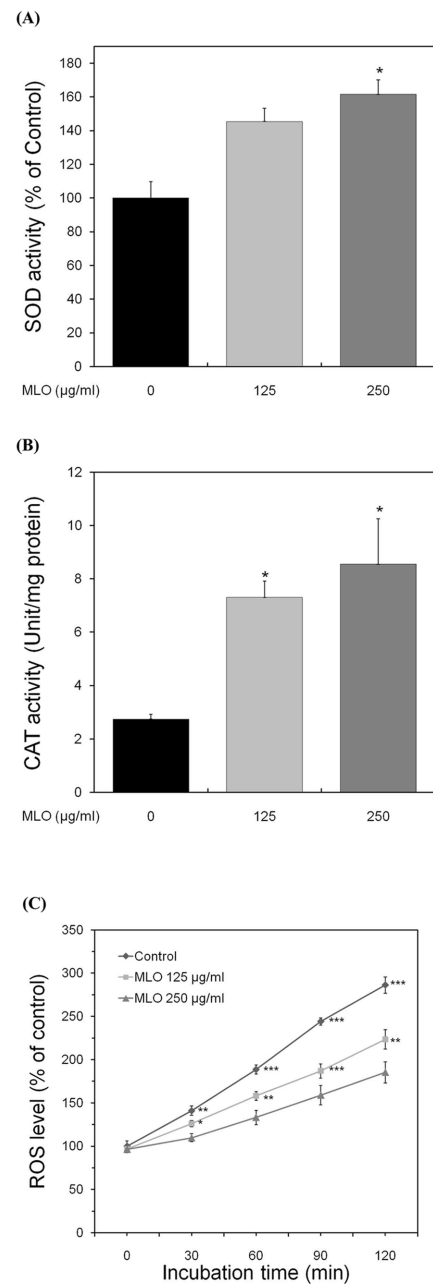 (A)
SOD activity (% of Control)
180
160
140
120
100
80
60
40
20
0
*
MLO (µg/ml) 0 125 250
(B)
CAT activity (Unit/mg protein)
12
10
8
6
4
2
0
* *
MLO (µg/ml) 0 125 250
(C)
ROS level (% of control)
350
300
250
200
150
100
50
0
Control
MLO 125 µg/ml
MLO 250 µg/ml
** *** *** ***
* ** *** **
0 30 60 90 120
Incubation time (min)